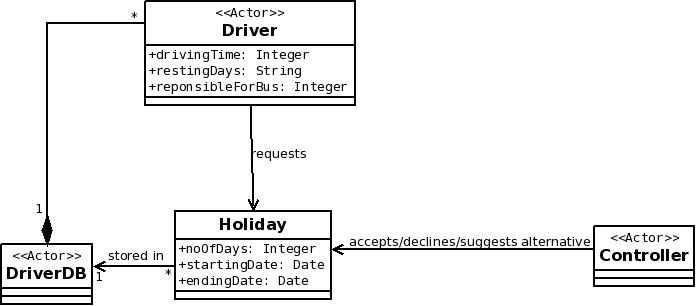 <<Actor>>
Driver
+drivingTime: Integer
+restingDays: String
+reponsibleForBus: Integer
*
requests
1
Holiday
+noOfDays: Integer
+startingDate: Date
+endingDate: Date
accepts/declines/suggests alternative
<<Actor>>
Controller
<<Actor>>
DriverDB
stored in
1
*